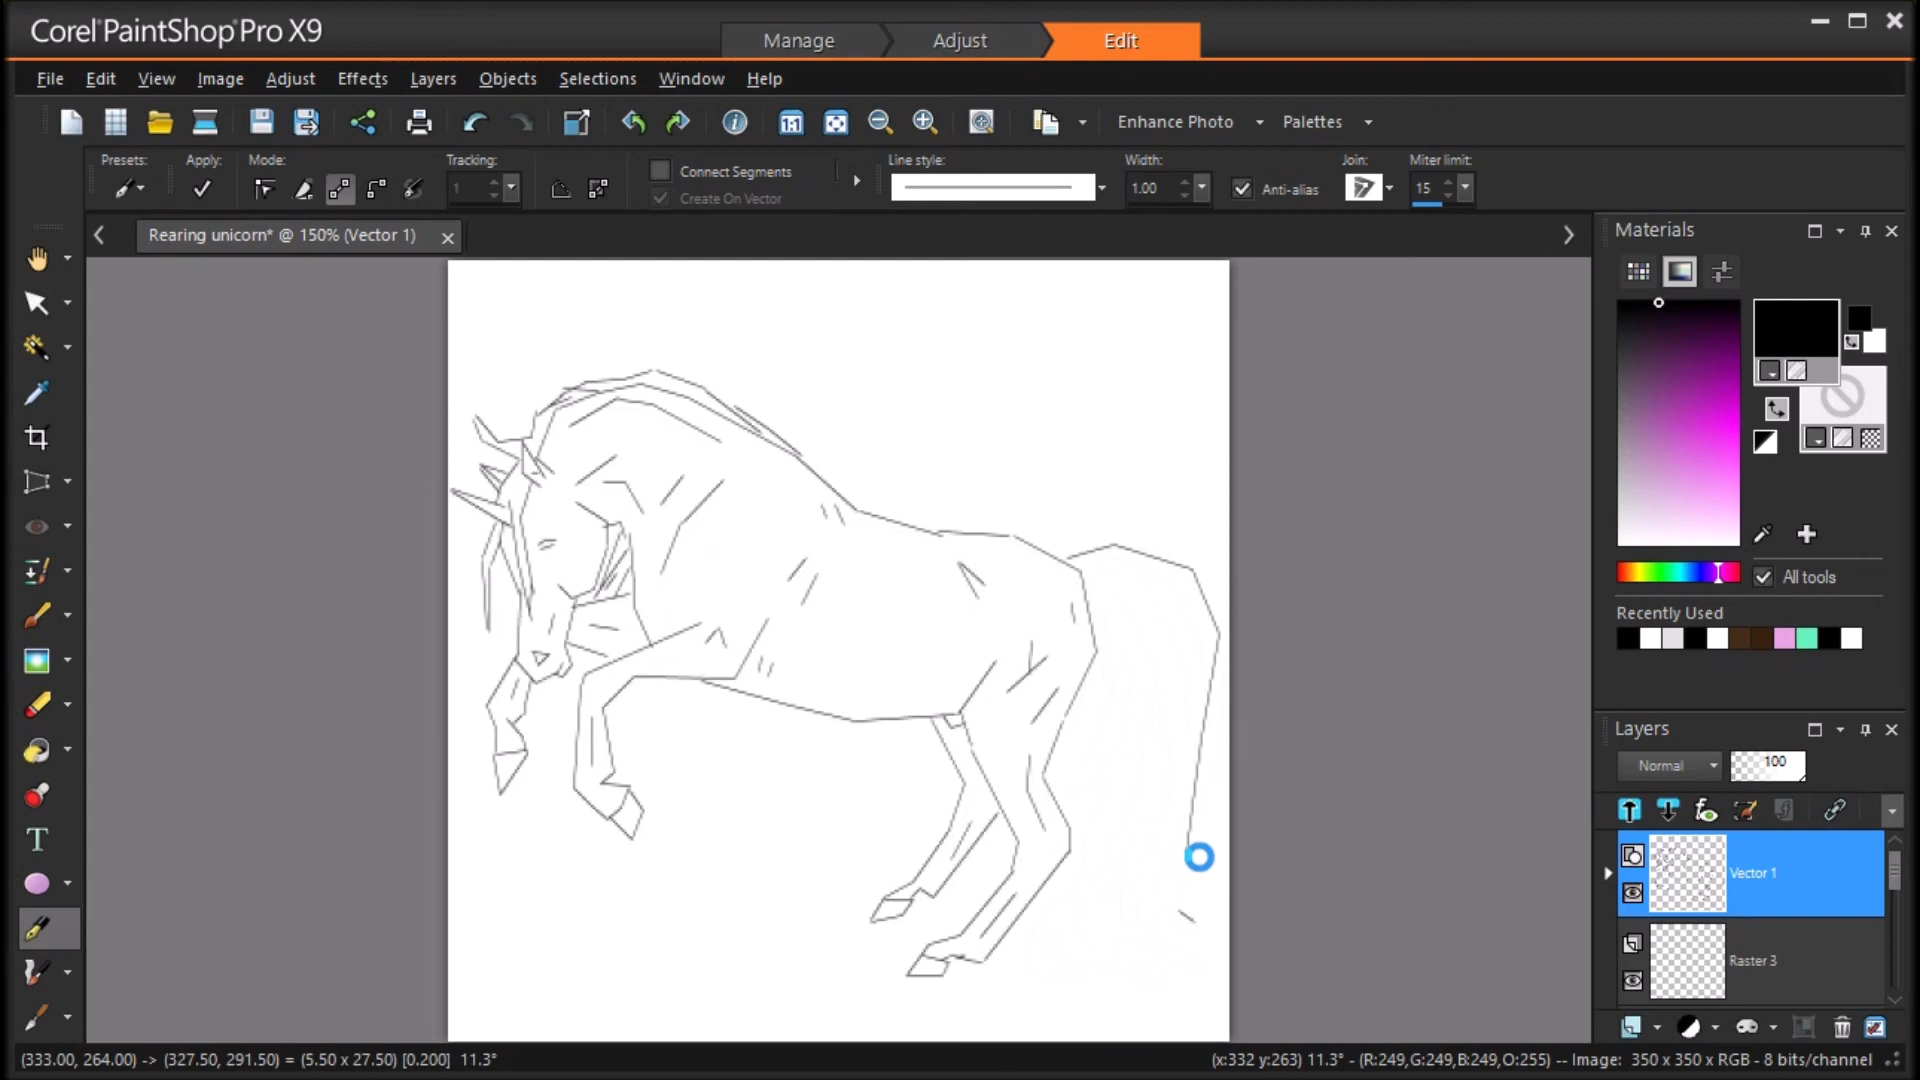 Corel PaintShop Pro X9
Manage
Adjust
Edit
File Edit View Image Adjust Effects Layers Objects Selections Window Help
1:1
Enhance Photo
Palettes
Presets:
Apply:
Mode:
Tracking:
1
Connect Segments
Create On Vector
Line style:
Width:
1.00
Anti-alias
Join:
Miter limit:
15
Rearing unicorn* @ 150% (Vector 1)
Materials
All tools
Recently Used
Layers
Normal
100
Vector 1
Raster 3
(333.00, 264.00) -> (327.50, 291.50) = (5.50 x 27.50) [0.200] 11.3°
(x:332 y:263) 11.3° - (R:249,G:249,B:249,O:255) -- Image: 350 x 350 x RGB - 8 bits/channel